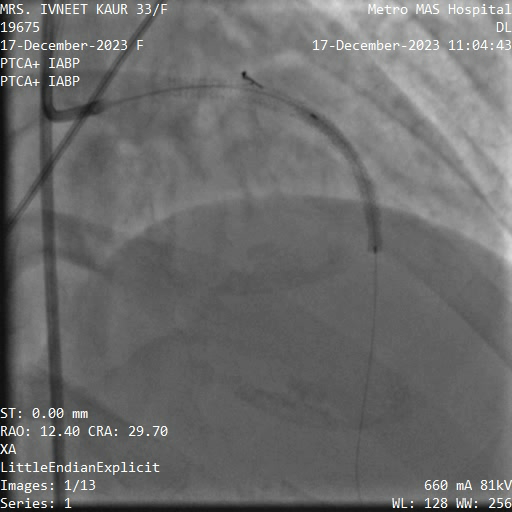 MRS. IVNEET KAUR 33/F
Metro MAS Hospital
19675
DL
17-December-2023 F
17-December-2023 11:04:43
PTCA+ IABP
PTCA+ IABP
ST: 0.00 mm
RAO: 12.40 CRA: 29.70
XA
LittleEndianExplicit
Images: 1/13
660 mA 81kV
Series: 1
WL: 128 WW: 256